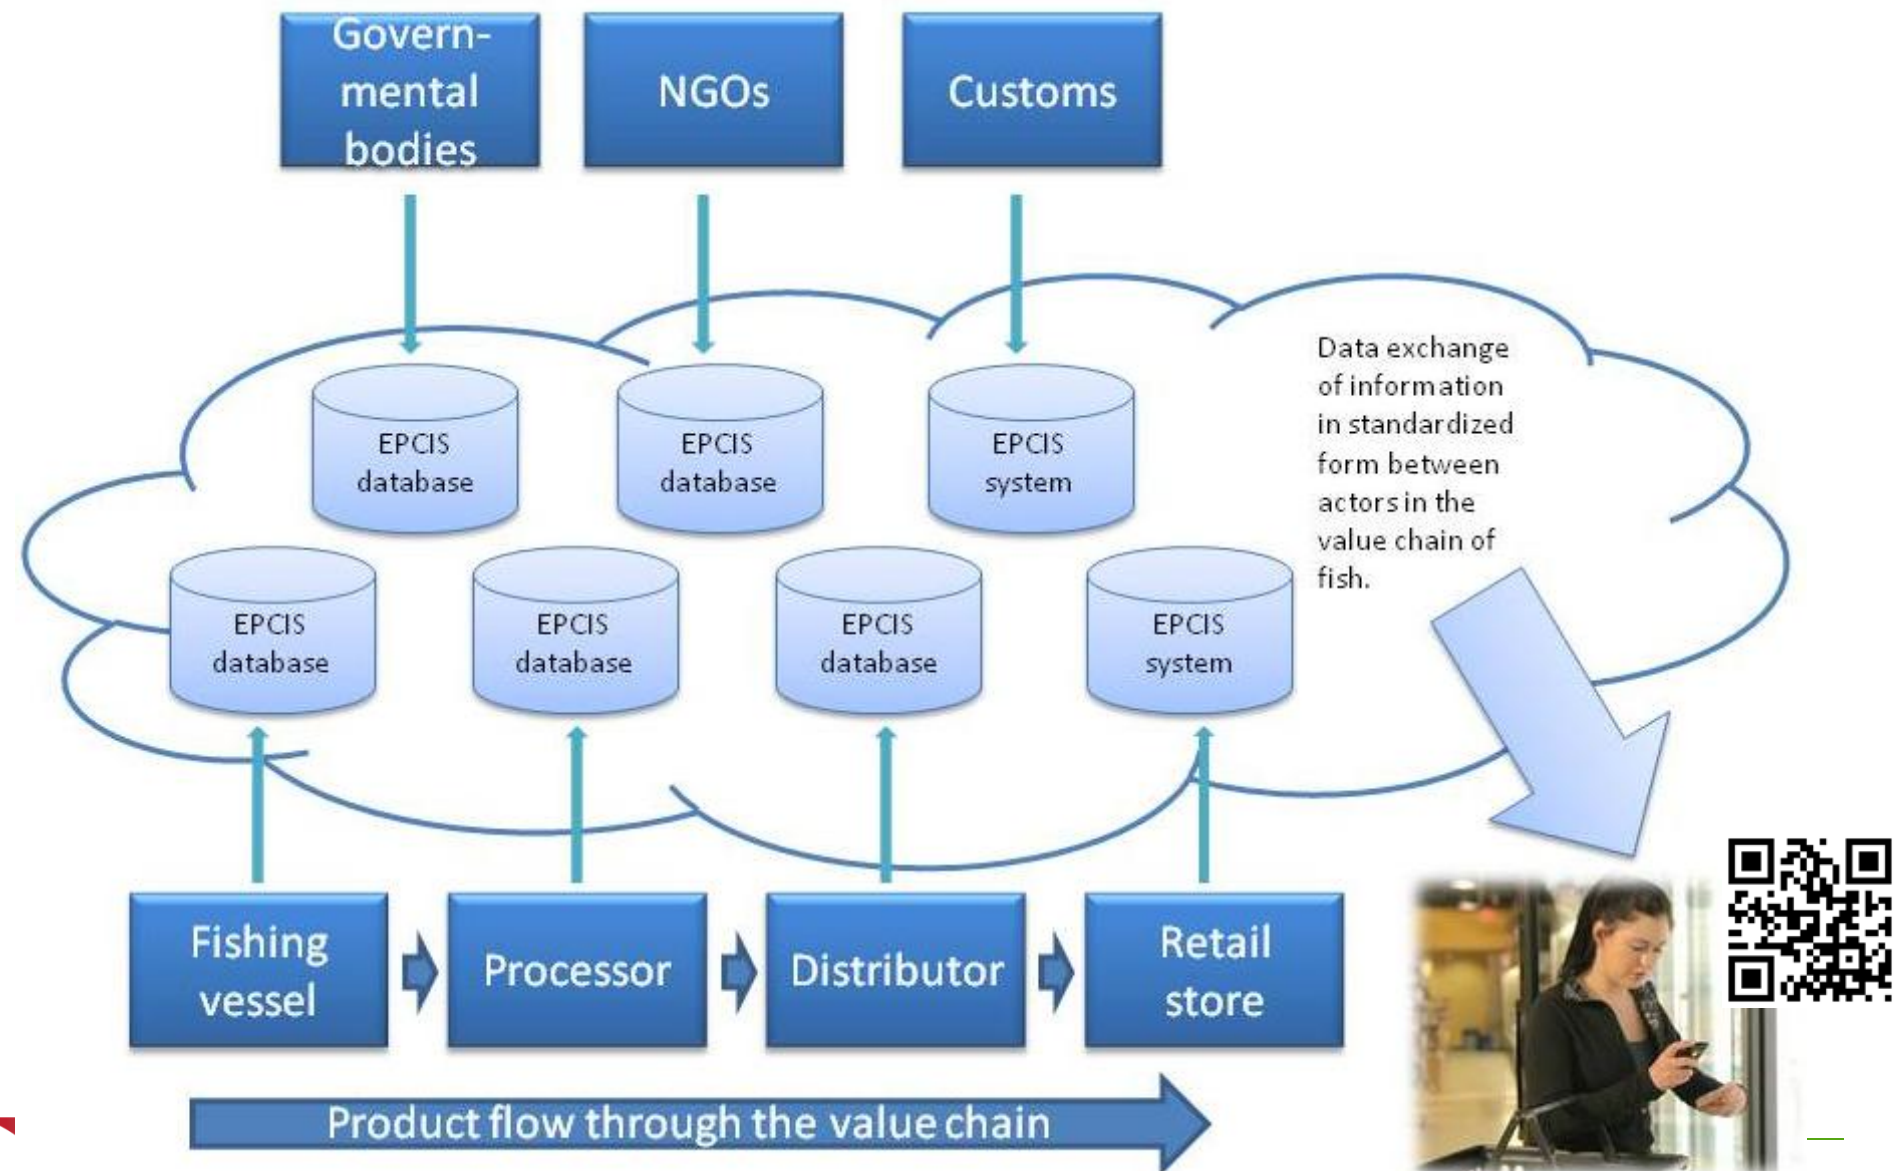 Govern-
mental
bodies
NGOs
Customs
Data exchange
of information
in standardized
form between
actors in the
value chain of
fish.
EPCIS
database
EPCIS
database
EPCIS
system
EPCIS
database
EPCIS
database
EPCIS
database
EPCIS
system
Fishing
vessel
Processor
Distributor
Retail
store
Product flow through the value chain